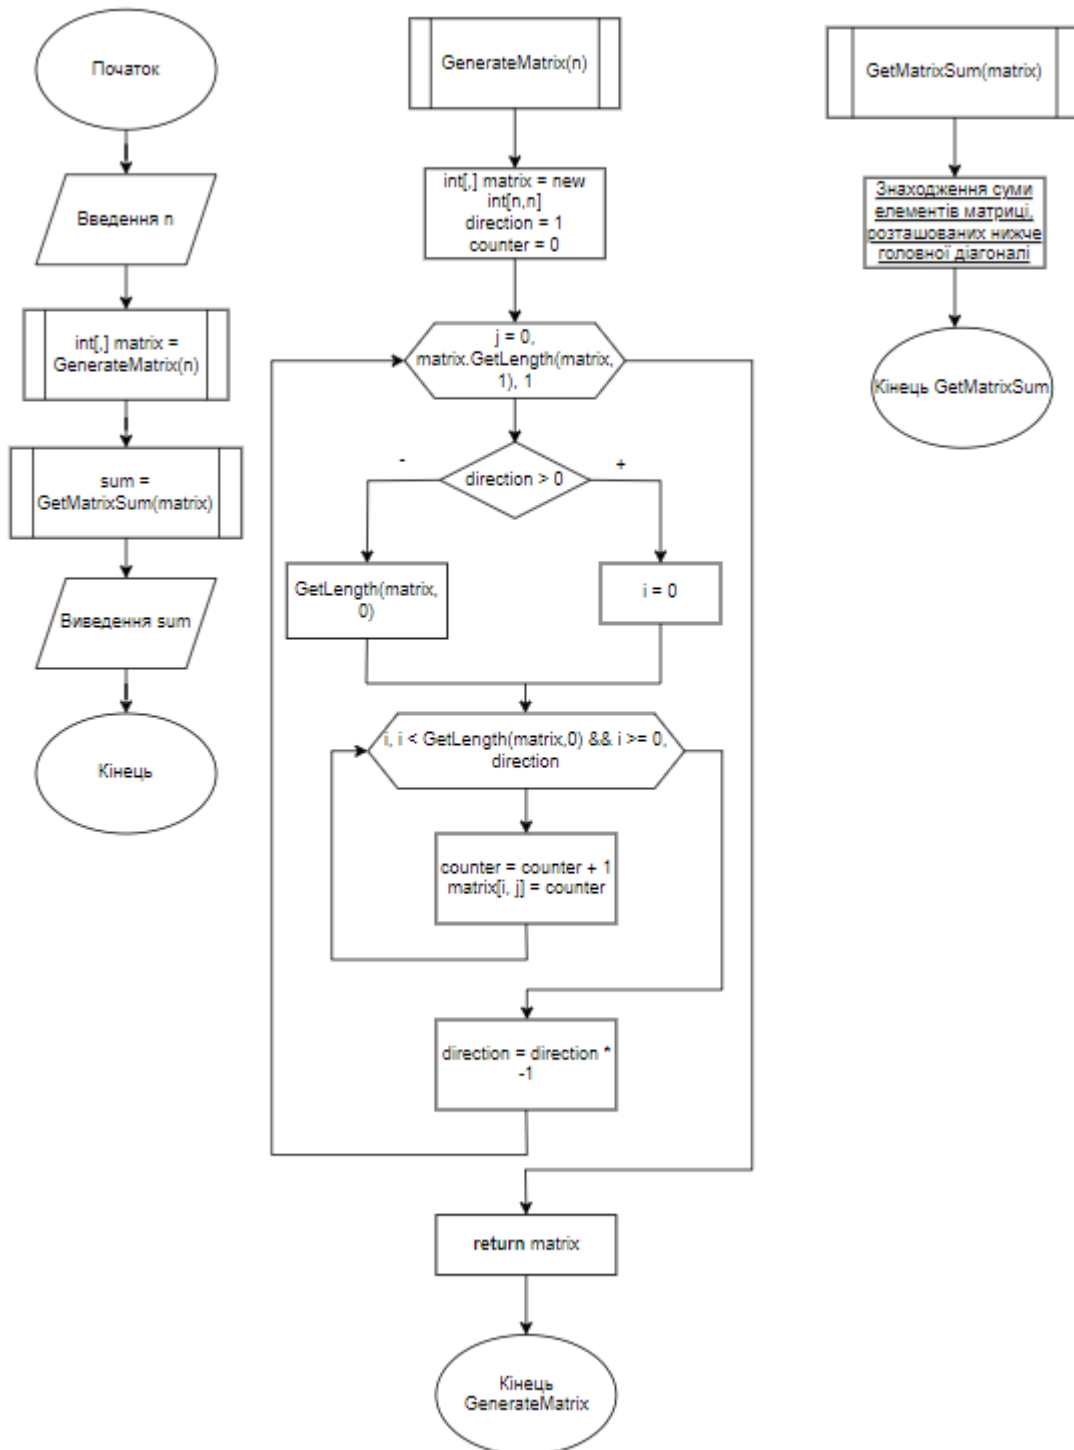 Початок
Введення n
int[,] matrix =
GenerateMatrix(n)
sum =
GetMatrixSum(matrix)
Виведення sum
Кінець
GenerateMatrix(n)
int[,] matrix = new
int[n,n]
direction = 1
counter = 0
j = 0,
matrix.GetLength(matrix,
1), 1
direction > 0
-
+
GetLength(matrix,
0)
i = 0
i, i < GetLength(matrix,0) && i >= 0,
direction
counter = counter + 1
matrix[i, j] = counter
direction = direction *
-1
return matrix
Кінець
GenerateMatrix
GetMatrixSum(matrix)
Знаходження суми
елементів матриці,
розташованих нижче
головної діагоналі
Кінець GetMatrixSum